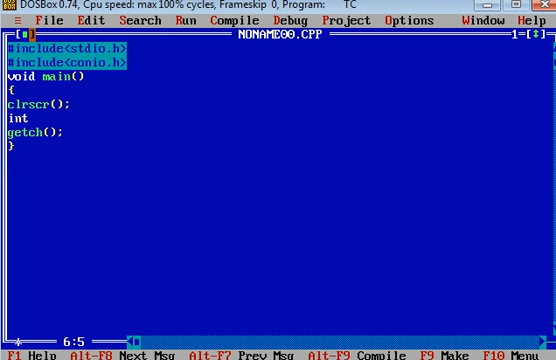 DOSBox 0.74, Cpu speed: max 100% cycles, Frameskip 0, Program: TC
≡ File Edit Search Run Compile Debug Project Options Window Help
[■] NONAME00.CPP 1=[↕]
#include<stdio.h>
#include<conio.h>
void main()
{
clrscr();
int
getch();
}
* 6:5
F1 Help Alt-F8 Next Msg Alt-F7 Prev Msg Alt-F9 Compile F9 Make F10 Menu